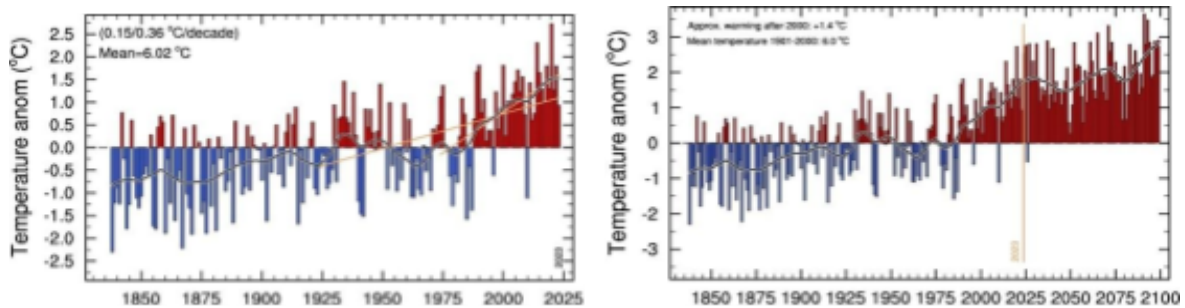 (0.15/0.36 °C/decade)
Mean=6.02 °C
Temperature anom (°C)
2.5
2.0
1.5
1.0
0.5
0.0
-0.5
-1.0
-1.5
-2.0
-2.5
2023
1850 1875 1900 1925 1950 1975 2000 2025
Approx. warming after 2000: +1.4 °C
Mean temperature 1961-2000: 6.0 °C
Temperature anom (°C)
3
2
1
0
-1
-2
-3
2023
1850 1875 1900 1925 1950 1975 2000 2025 2050 2075 2100